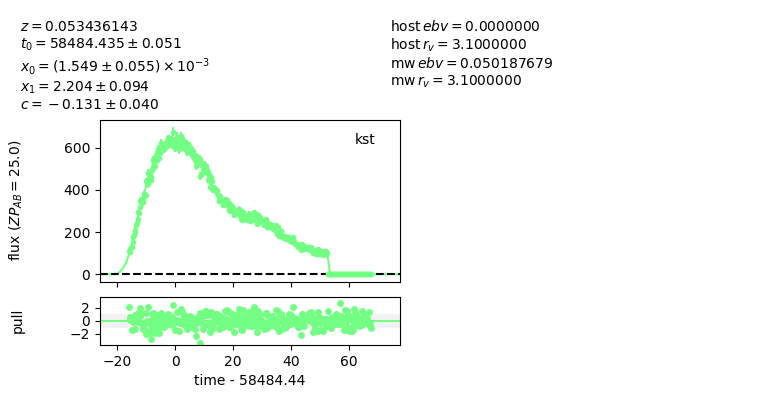 z = 0.053436143
t₀ = 58484.435 ± 0.051
x₀ = (1.549 ± 0.055) × 10⁻³
x₁ = 2.204 ± 0.094
c = −0.131 ± 0.040
host ebv = 0.0000000
host r_v = 3.1000000
mw ebv = 0.050187679
mw r_v = 3.1000000
kst
flux (ZP_AB = 25.0)
600
400
200
0
pull
2
0
−2
−20
0
20
40
60
time - 58484.44